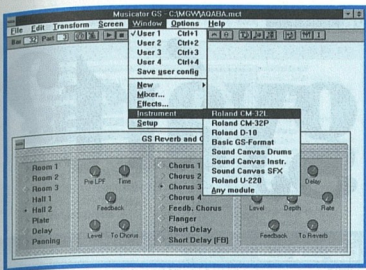 Musicator GS - C:\MGW\AQABA.mct
File Edit Transform Screen Window Options Help
Bar 32 Part 3
✓User 1 Ctrl+1
User 2 Ctrl+2
User 3 Ctrl+3
User 4 Ctrl+4
Save user config
New
Mixer...
Effects...
Instrument
Setup
Roland CM-32L
Roland CM-32P
Roland D-10
Basic GS-Format
Sound Canvas Drums
Sound Canvas Instr.
Sound Canvas SFX
Roland U-220
Any module
GS Reverb and
Room 1
Room 2
Room 3
Hall 1
Hall 2
Plate
Delay
Panning
Pre LPF Time
Feedback
Level To Chorus
Chorus 1
Chorus 2
Chorus 3
Chorus 4
Feedb. Chorus
Flanger
Short Delay
Short Delay (FB)
Delay
Level Depth Rate
Feedback To Reverb